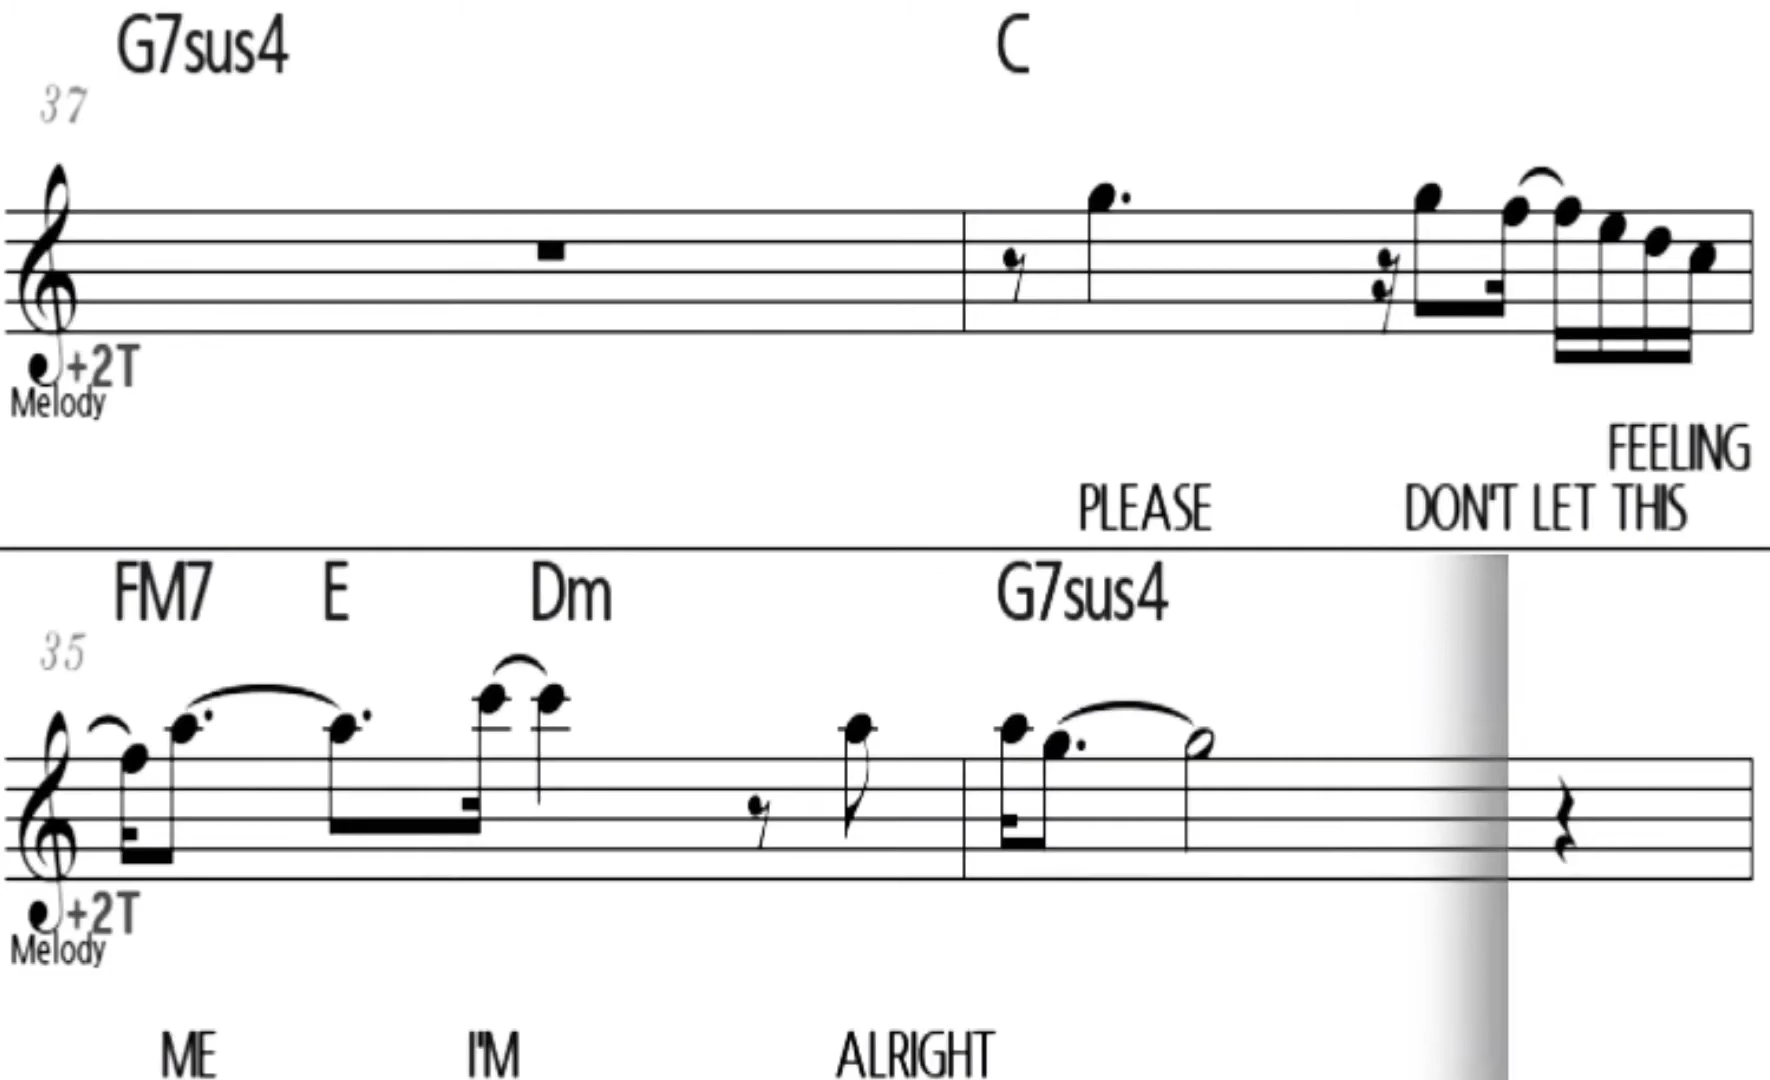 G7sus4 C
37
+2T
Melody
FEELING
PLEASE DON'T LET THIS
FM7 E Dm G7sus4
35
+2T
Melody
ME I'M ALRIGHT